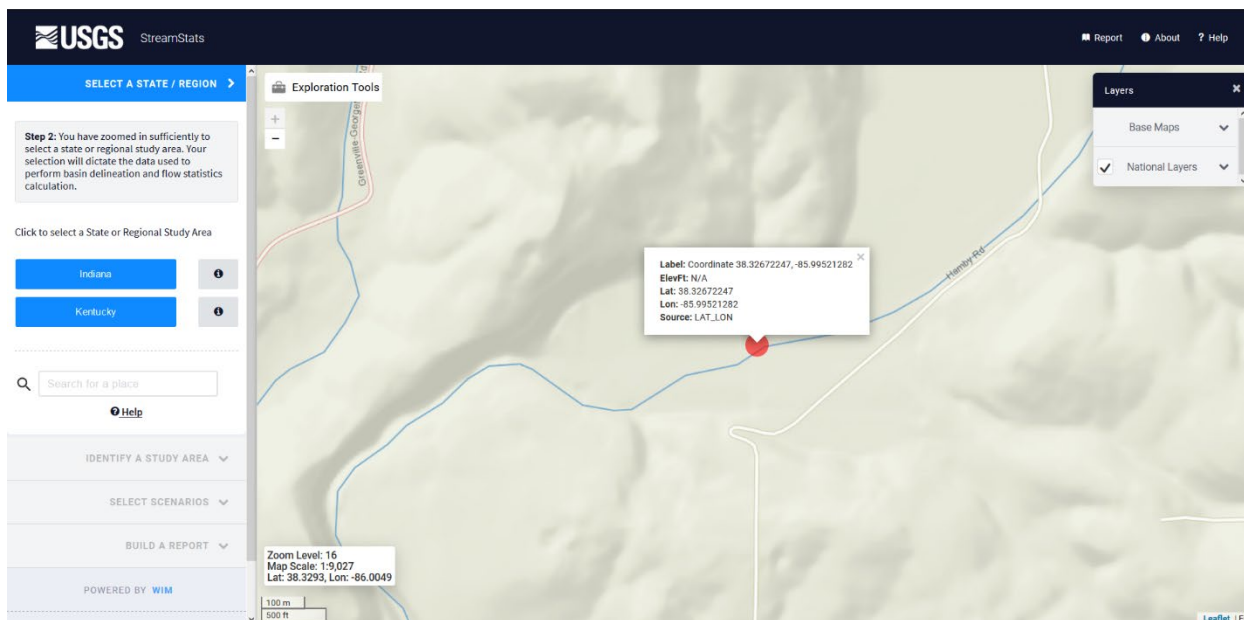 USGS StreamStats
Report About ? Help
SELECT A STATE / REGION
Step 2: You have zoomed in sufficiently to
select a state or regional study area. Your
selection will dictate the data used to
perform basin delineation and flow statistics
calculation.
Click to select a State or Regional Study Area
Indiana
Kentucky
Search for a place
Help
IDENTIFY A STUDY AREA
SELECT SCENARIOS
BUILD A REPORT
POWERED BY WIM
Exploration Tools
+
−
Label: Coordinate 38.32672247, -85.99521282
ElevFt: N/A
Lat: 38.32672247
Lon: -85.99521282
Source: LAT_LON
×
Hamby Rd
Layers
×
Base Maps
National Layers
Zoom Level: 16
Map Scale: 1:9,027
Lat: 38.3293, Lon: -86.0049
100 m
500 ft
Leaflet